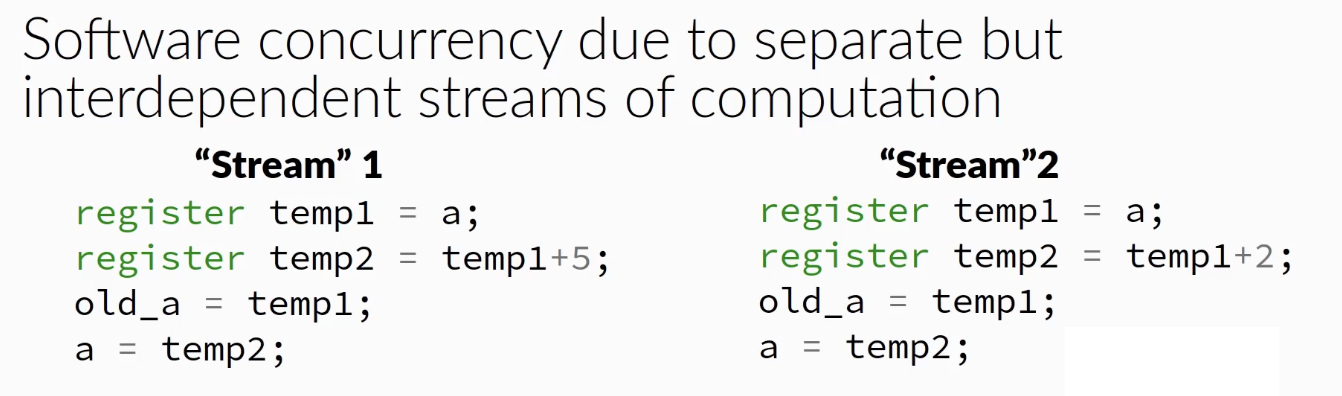 Software concurrency due to separate but
interdependent streams of computation
“Stream” 1
register temp1 = a;
register temp2 = temp1+5;
old_a = temp1;
a = temp2;
“Stream”2
register temp1 = a;
register temp2 = temp1+2;
old_a = temp1;
a = temp2;